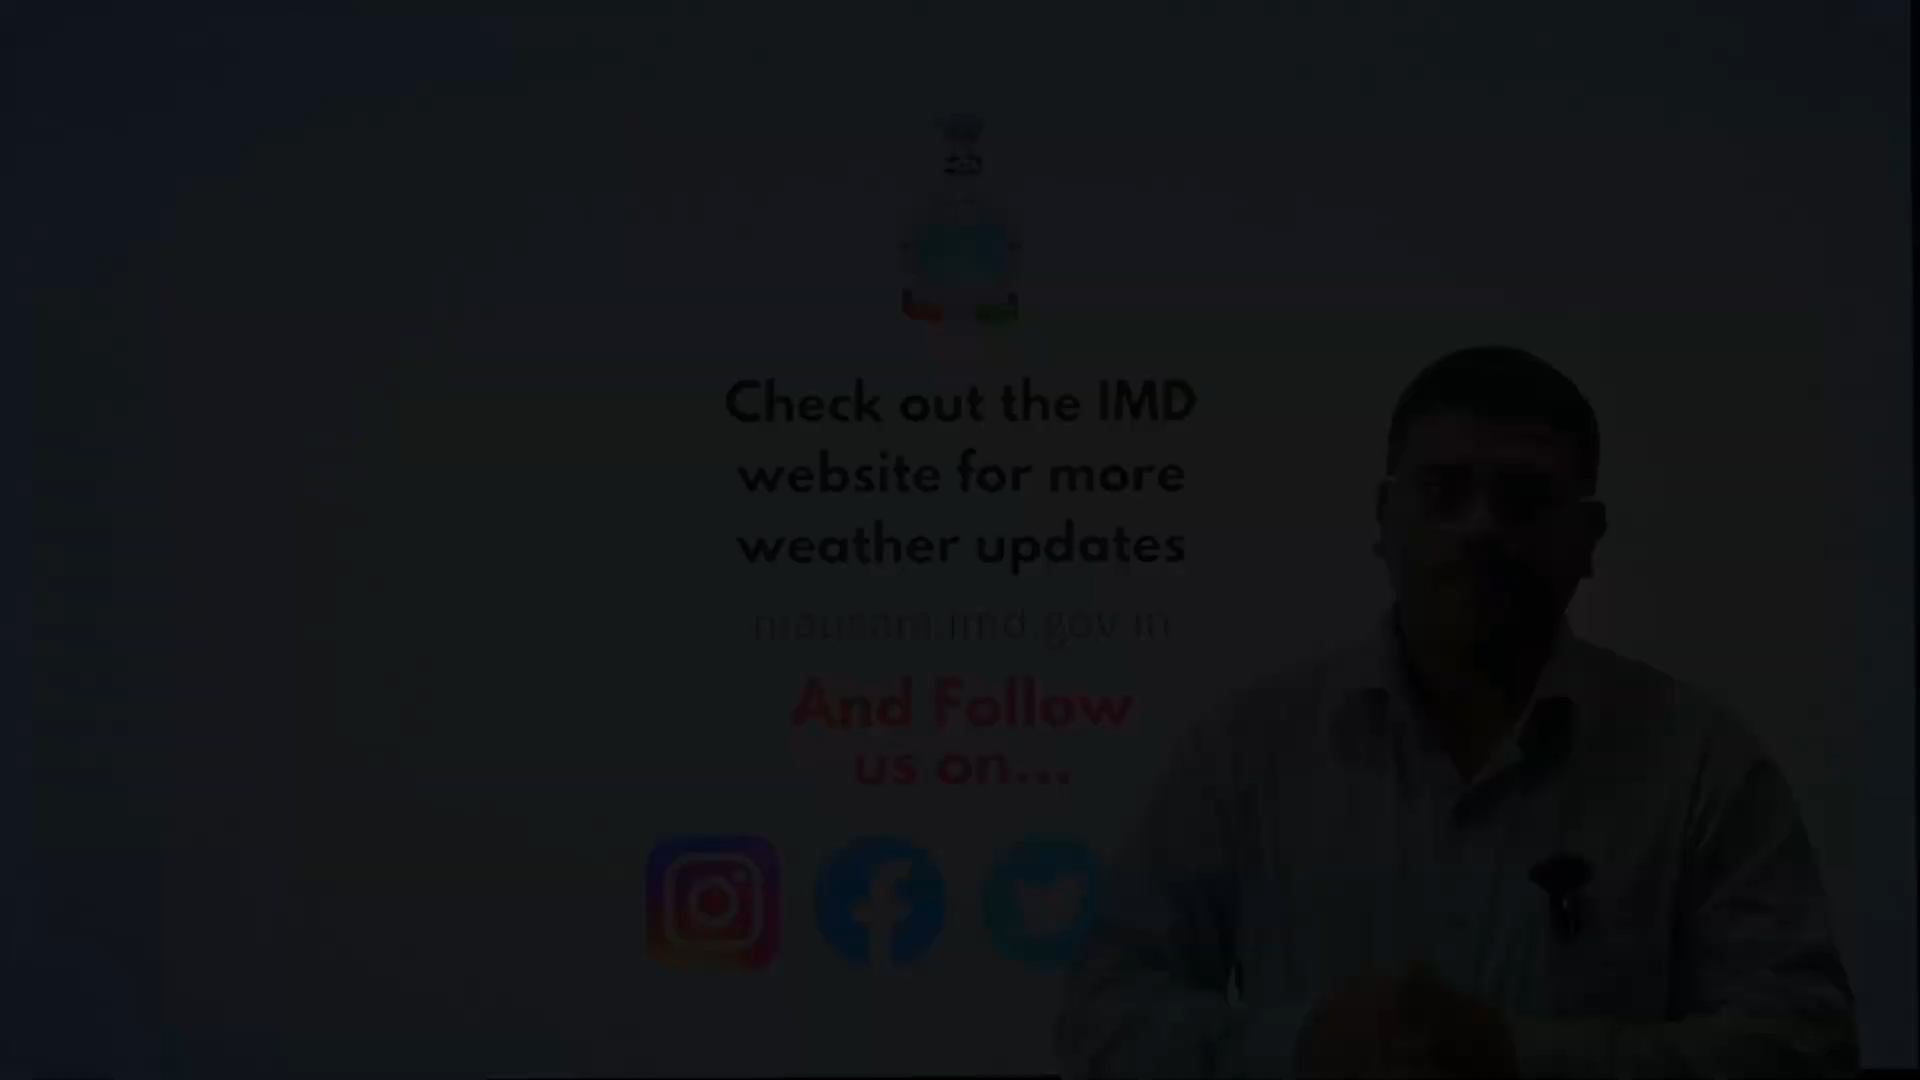 Check out the IMD
website for more
weather updates
mausam.imd.gov.in
And Follow
us on...